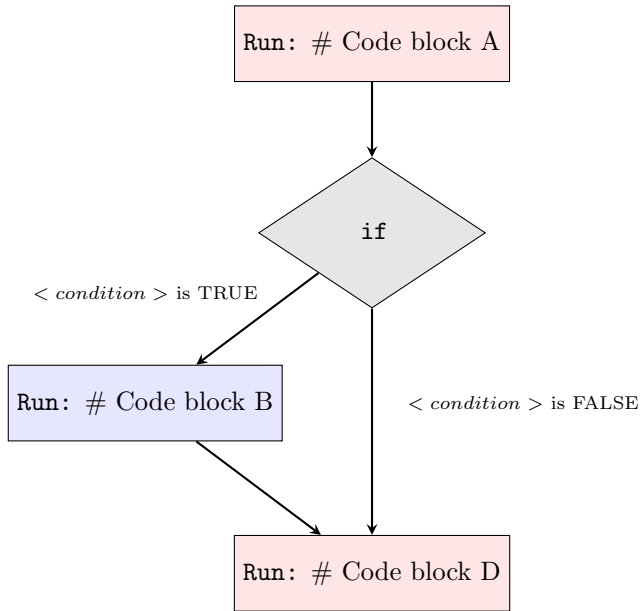 Run: # Code block A
if
< condition > is TRUE
Run: # Code block B
< condition > is FALSE
Run: # Code block D